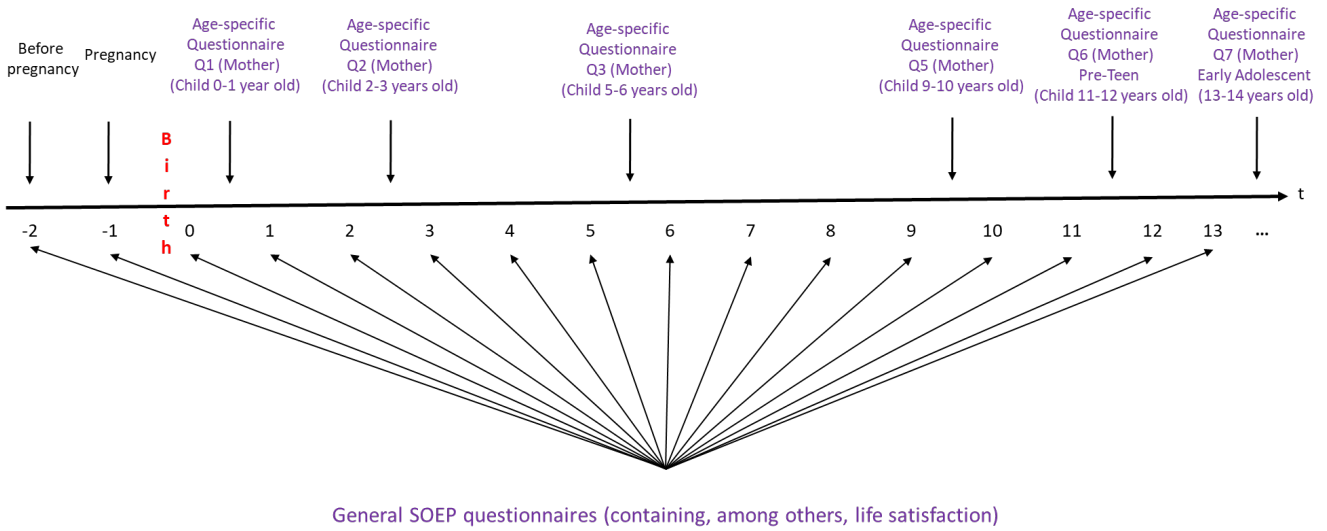 Before
pregnancy
Pregnancy
Age-specific
Questionnaire
Q1 (Mother)
(Child 0-1 year old)
Age-specific
Questionnaire
Q2 (Mother)
(Child 2-3 years old)
Age-specific
Questionnaire
Q3 (Mother)
(Child 5-6 years old)
Age-specific
Questionnaire
Q5 (Mother)
(Child 9-10 years old)
Age-specific
Questionnaire
Q6 (Mother)
Pre-Teen
(Child 11-12 years old)
Age-specific
Questionnaire
Q7 (Mother)
Early Adolescent
(13-14 years old)
Birth
t
-2 -1 0 1 2 3 4 5 6 7 8 9 10 11 12 13 ...
General SOEP questionnaires (containing, among others, life satisfaction)